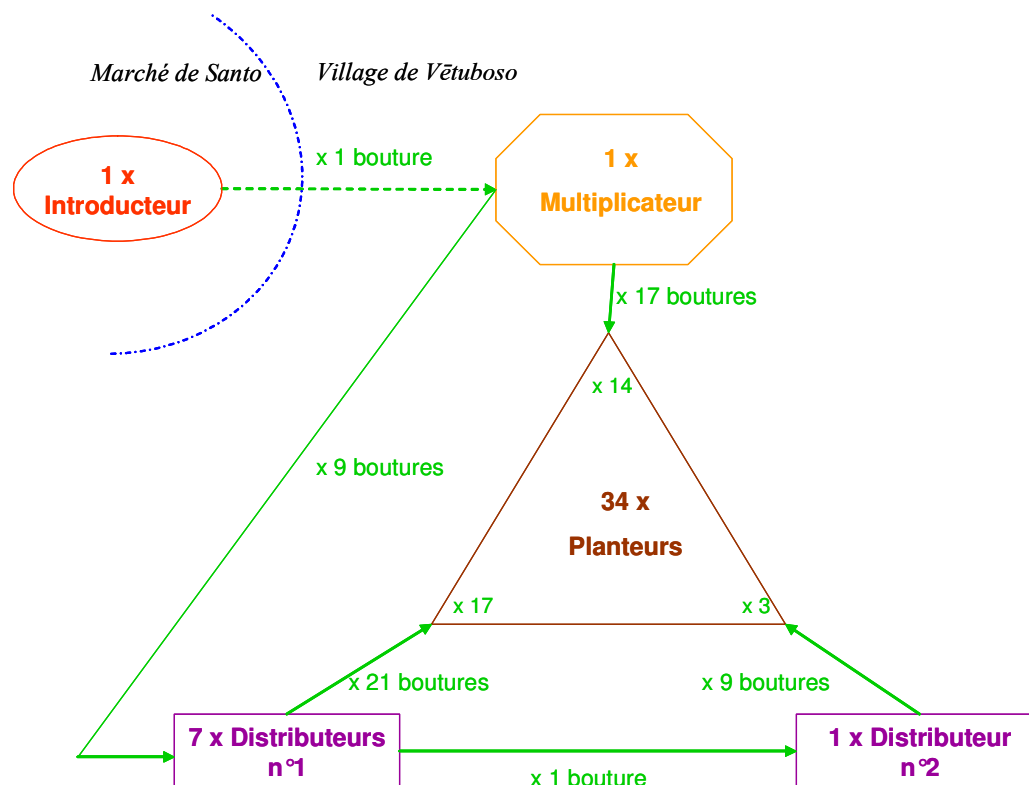 Marché de Santo
Village de Vētuboso
x 1 bouture
1 x
Introducteur
1 x
Multiplicateur
x 17 boutures
x 14
x 9 boutures
34 x
Planteurs
x 17
x 3
x 21 boutures
x 9 boutures
7 x Distributeurs
n°1
x 1 bouture
1 x Distributeur
n°2